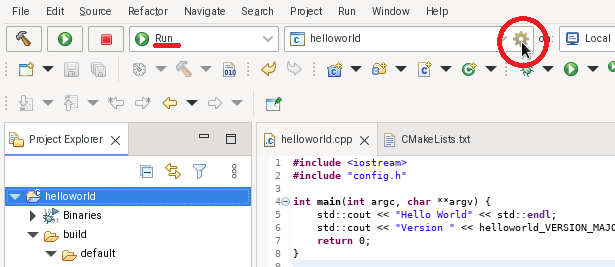 File Edit Source Refactor Navigate Search Project Run Window Help
Run helloworld on: Local
010
Project Explorer
helloworld.cpp CMakeLists.txt
helloworld
Binaries
build
default
1 #include <iostream>
2 #include "config.h"
3
4 int main(int argc, char **argv) {
5 std::cout << "Hello World" << std::endl;
6 std::cout << "Version " << helloworld_VERSION_MAJO
7 return 0;
8 }
9